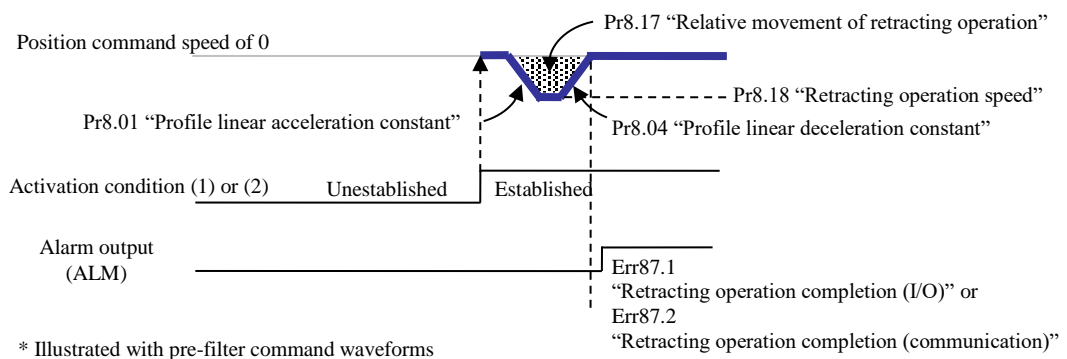 Pr8.17 “Relative movement of retracting operation”
Position command speed of 0
Pr8.18 “Retracting operation speed”
Pr8.01 “Profile linear acceleration constant”
Pr8.04 “Profile linear deceleration constant”
Activation condition (1) or (2)
Unestablished
Established
Alarm output
(ALM)
Err87.1
“Retracting operation completion (I/O)” or
Err87.2
“Retracting operation completion (communication)”
* Illustrated with pre-filter command waveforms